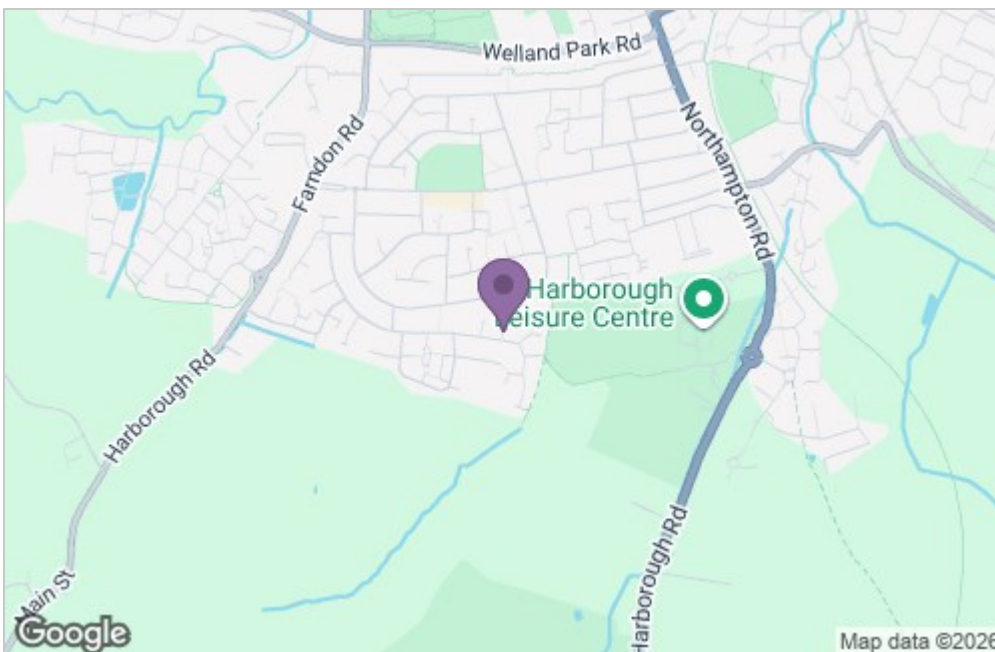 Welland Park Rd
Northampton Rd
Farndon Rd
Harborough
Leisure Centre
Harborough Rd
Harborough Rd
Main St
Google
Map data ©2026